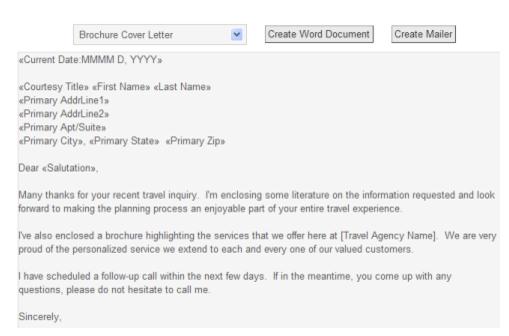 Brochure Cover Letter Create Word Document Create Mailer
«Current Date:MMMM D, YYYY»
«Courtesy Title» «First Name» «Last Name»
«Primary AddrLine1»
«Primary AddrLine2»
«Primary Apt/Suite»
«Primary City», «Primary State» «Primary Zip»
Dear «Salutation»,
Many thanks for your recent travel inquiry. I'm enclosing some literature on the information requested and look
forward to making the planning process an enjoyable part of your entire travel experience.
I've also enclosed a brochure highlighting the services that we offer here at [Travel Agency Name]. We are very
proud of the personalized service we extend to each and every one of our valued customers.
I have scheduled a follow-up call within the next few days. If in the meantime, you come up with any
questions, please do not hesitate to call me.
Sincerely,